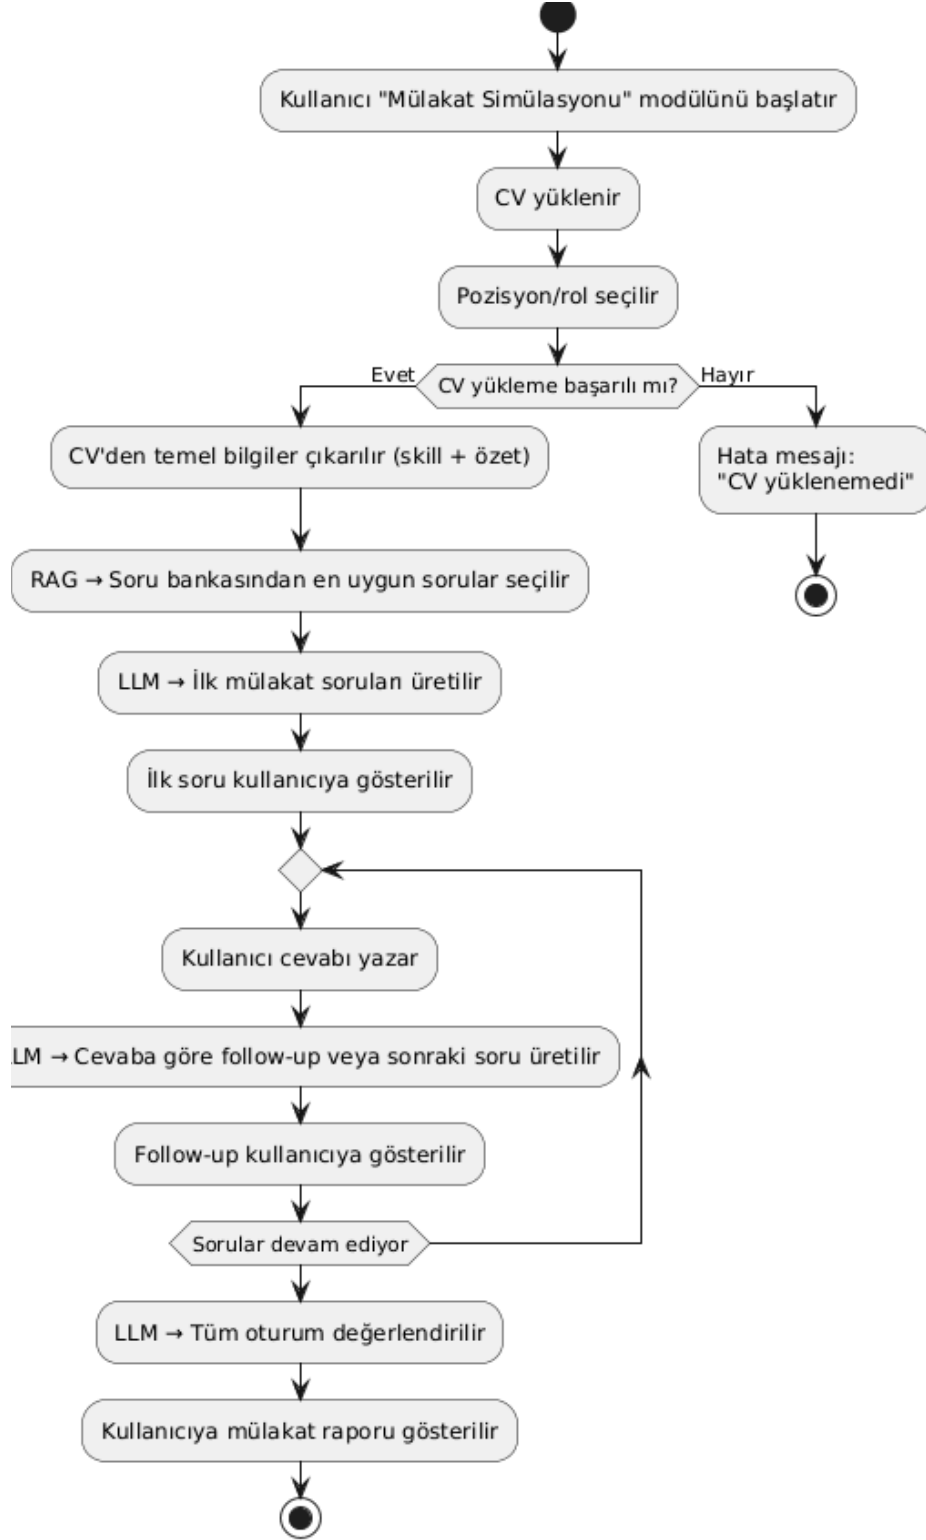 Kullanıcı "Mülakat Simülasyonu" modülünü başlatır
CV yüklenir
Pozisyon/rol seçilir
CV yükleme başarılı mı?
Evet
Hayır
CV'den temel bilgiler çıkarılır (skill + özet)
Hata mesajı:
"CV yüklenemedi"
RAG → Soru bankasından en uygun sorular seçilir
LLM → İlk mülakat soruları üretilir
İlk soru kullanıcıya gösterilir
Kullanıcı cevabı yazar
LM → Cevaba göre follow-up veya sonraki soru üretilir
Follow-up kullanıcıya gösterilir
Sorular devam ediyor
LLM → Tüm oturum değerlendirilir
Kullanıcıya mülakat raporu gösterilir